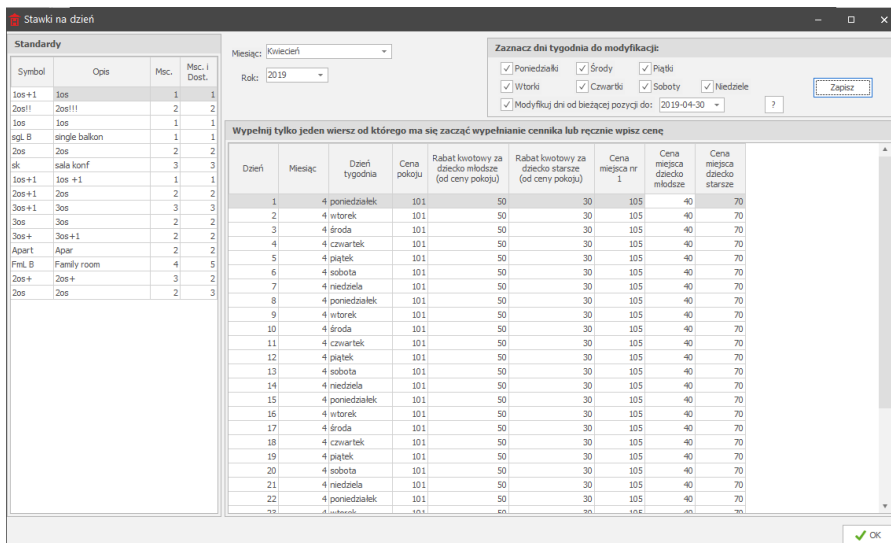 Stawki na dzień
Standardy
Symbol Opis Msc. Msc. i Dost.
1os+1 1os 1 1
2os!! 2os!!! 2 2
1os 1os 1 1
sgL B single balkon 1 1
2os 2os 2 2
sk sala konf 3 3
1os+1 1os +1 1 1
2os+1 2os 2 2
3os+1 3os 3 3
3os 3os 2 2
3os+ 3os+1 2 2
Apart Apar 2 2
FmL B Family room 4 5
2os+ 2os+ 3 2
2os 2os 2 3
Miesiąc: Kwiecień
Rok: 2019
Zaznacz dni tygodnia do modyfikacji:
Poniedziałki Środy Piątki
Wtorki Czwartki Soboty Niedziele
Modyfikuj dni od bieżącej pozycji do: 2019-04-30 ?
Zapisz
Wypełnij tylko jeden wiersz od którego ma się zacząć wypełnianie cennika lub ręcznie wpisz cenę
Dzień Miesiąc Dzień tygodnia Cena pokoju Rabat kwotowy za dziecko młodsze (od ceny pokoju) Rabat kwotowy za dziecko starsze (od ceny pokoju) Cena miejsca nr 1 Cena miejsca dziecko młodsze Cena miejsca dziecko starsze
1 4 poniedziałek 101 50 30 105 40 70
2 4 wtorek 101 50 30 105 40 70
3 4 środa 101 50 30 105 40 70
4 4 czwartek 101 50 30 105 40 70
5 4 piątek 101 50 30 105 40 70
6 4 sobota 101 50 30 105 40 70
7 4 niedziela 101 50 30 105 40 70
8 4 poniedziałek 101 50 30 105 40 70
9 4 wtorek 101 50 30 105 40 70
10 4 środa 101 50 30 105 40 70
11 4 czwartek 101 50 30 105 40 70
12 4 piątek 101 50 30 105 40 70
13 4 sobota 101 50 30 105 40 70
14 4 niedziela 101 50 30 105 40 70
15 4 poniedziałek 101 50 30 105 40 70
16 4 wtorek 101 50 30 105 40 70
17 4 środa 101 50 30 105 40 70
18 4 czwartek 101 50 30 105 40 70
19 4 piątek 101 50 30 105 40 70
20 4 sobota 101 50 30 105 40 70
21 4 niedziela 101 50 30 105 40 70
22 4 poniedziałek 101 50 30 105 40 70
23 4 wtorek 101 50 30 105 40 70
OK